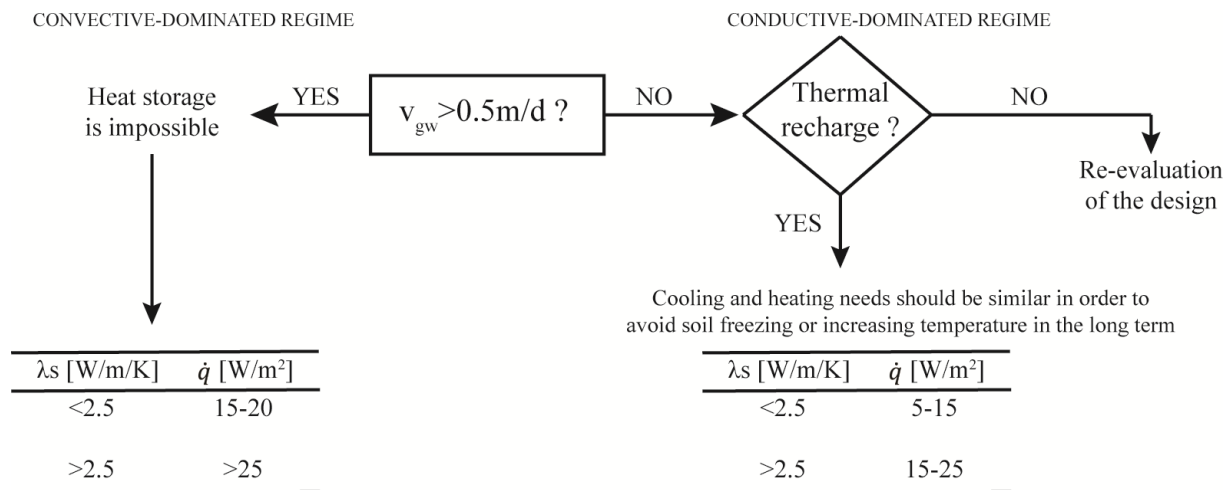 CONVECTIVE-DOMINATED REGIME
CONDUCTIVE-DOMINATED REGIME
Heat storage
is impossible
YES
v_gw>0.5m/d ?
NO
Thermal
recharge ?
NO
Re-evaluation
of the design
YES
Cooling and heating needs should be similar in order to
avoid soil freezing or increasing temperature in the long term
λs [W/m/K] q̇ [W/m²]
<2.5 15-20
>2.5 >25
λs [W/m/K] q̇ [W/m²]
<2.5 5-15
>2.5 15-25